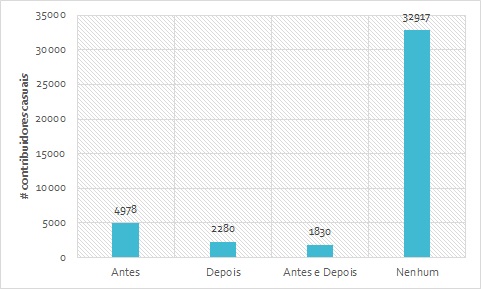 35000
30000
25000
20000
15000
10000
5000
0
# contribuidores casuais
4978
2280
1830
32917
Antes
Depois
Antes e Depois
Nenhum